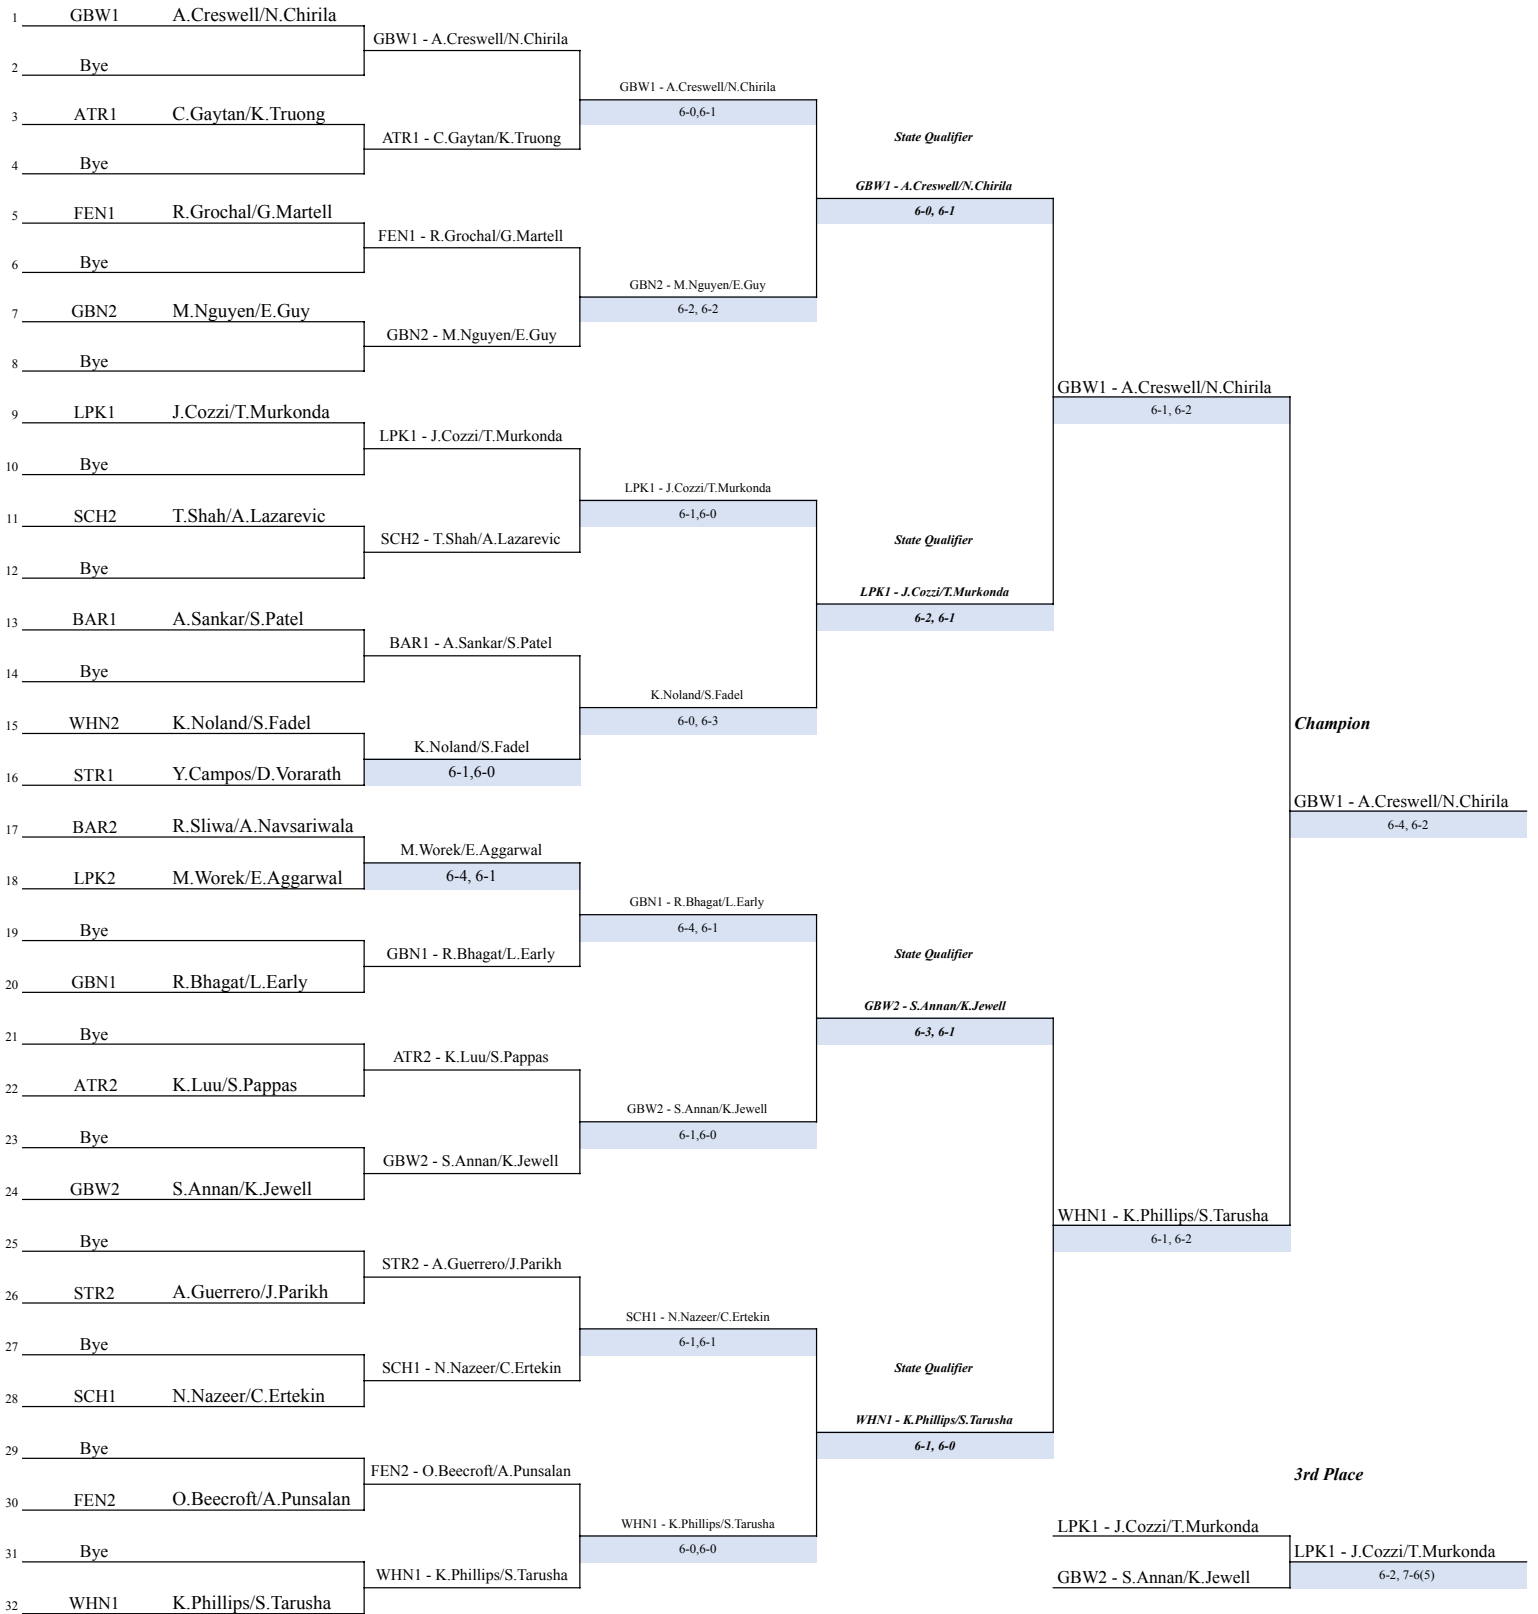 1 GBW1 A.Creswell/N.Chirila
GBW1 - A.Creswell/N.Chirila
2 Bye
GBW1 - A.Creswell/N.Chirila
6-0,6-1
3 ATR1 C.Gaytan/K.Truong
ATR1 - C.Gaytan/K.Truong
State Qualifier
4 Bye
GBW1 - A.Creswell/N.Chirila
6-0, 6-1
5 FEN1 R.Grochal/G.Martell
FEN1 - R.Grochal/G.Martell
6 Bye
GBN2 - M.Nguyen/E.Guy
6-2, 6-2
7 GBN2 M.Nguyen/E.Guy
GBN2 - M.Nguyen/E.Guy
8 Bye
GBW1 - A.Creswell/N.Chirila
6-1, 6-2
9 LPK1 J.Cozzi/T.Murkonda
LPK1 - J.Cozzi/T.Murkonda
10 Bye
LPK1 - J.Cozzi/T.Murkonda
6-1,6-0
11 SCH2 T.Shah/A.Lazarevic
SCH2 - T.Shah/A.Lazarevic
State Qualifier
12 Bye
LPK1 - J.Cozzi/T.Murkonda
6-2, 6-1
13 BAR1 A.Sankar/S.Patel
BAR1 - A.Sankar/S.Patel
14 Bye
K.Noland/S.Fadel
6-0, 6-3
15 WHN2 K.Noland/S.Fadel
Champion
K.Noland/S.Fadel
6-1,6-0
16 STR1 Y.Campos/D.Vorarath
GBW1 - A.Creswell/N.Chirila
6-4, 6-2
17 BAR2 R.Sliwa/A.Navsariwala
M.Worek/E.Aggarwal
6-4, 6-1
18 LPK2 M.Worek/E.Aggarwal
GBN1 - R.Bhagat/L.Early
6-4, 6-1
19 Bye
GBN1 - R.Bhagat/L.Early
State Qualifier
20 GBN1 R.Bhagat/L.Early
GBW2 - S.Annan/K.Jewell
6-3, 6-1
21 Bye
ATR2 - K.Luu/S.Pappas
22 ATR2 K.Luu/S.Pappas
GBW2 - S.Annan/K.Jewell
6-1,6-0
23 Bye
GBW2 - S.Annan/K.Jewell
24 GBW2 S.Annan/K.Jewell
WHN1 - K.Phillips/S.Tarusha
6-1, 6-2
25 Bye
STR2 - A.Guerrero/J.Parikh
26 STR2 A.Guerrero/J.Parikh
SCH1 - N.Nazeer/C.Ertekin
6-1,6-1
27 Bye
SCH1 - N.Nazeer/C.Ertekin
State Qualifier
28 SCH1 N.Nazeer/C.Ertekin
WHN1 - K.Phillips/S.Tarusha
6-1, 6-0
29 Bye
FEN2 - O.Beecroft/A.Punsalan
3rd Place
30 FEN2 O.Beecroft/A.Punsalan
WHN1 - K.Phillips/S.Tarusha
6-0,6-0
LPK1 - J.Cozzi/T.Murkonda
31 Bye
LPK1 - J.Cozzi/T.Murkonda
6-2, 7-6(5)
WHN1 - K.Phillips/S.Tarusha
GBW2 - S.Annan/K.Jewell
32 WHN1 K.Phillips/S.Tarusha